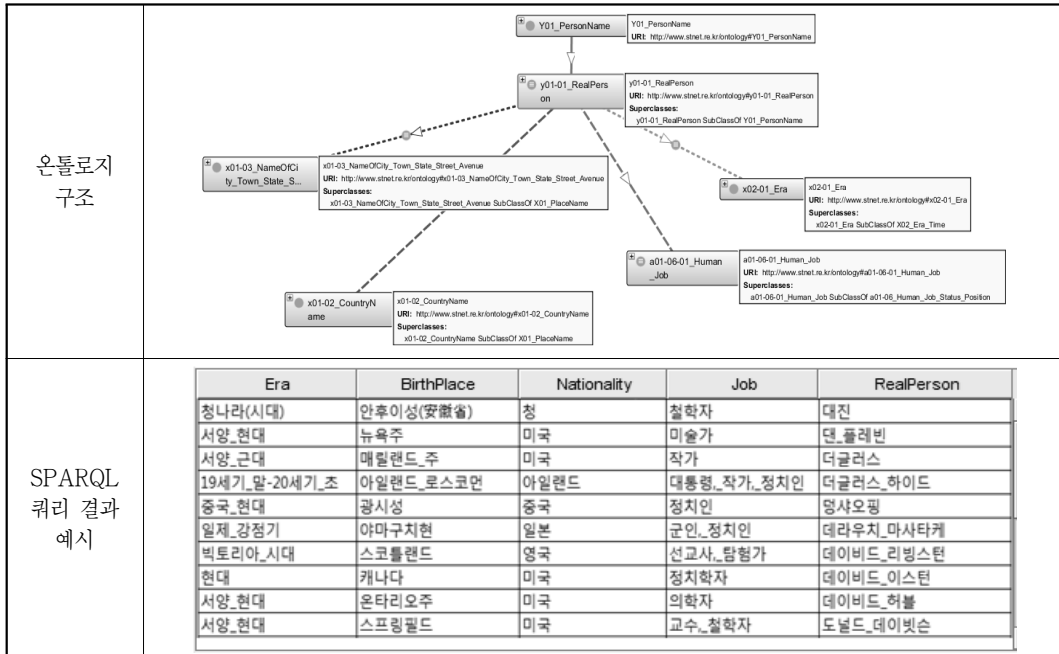 온톨로지
구조
Y01_PersonName
Y01_PersonName
URI: http://www.stnet.re.kr/ontology#Y01_PersonName
y01-01_RealPers
on
y01-01_RealPerson
URI: http://www.stnet.re.kr/ontology#y01-01_RealPerson
Superclasses:
y01-01_RealPerson SubClassOf Y01_PersonName
x01-03_NameOfCi
ty_Town_State_S...
x01-03_NameOfCity_Town_State_Street_Avenue
URI: http://www.stnet.re.kr/ontology#x01-03_NameOfCity_Town_State_Street_Avenue
Superclasses:
x01-03_NameOfCity_Town_State_Street_Avenue SubClassOf X01_PlaceName
x02-01_Era
x02-01_Era
URI: http://www.stnet.re.kr/ontology#x02-01_Era
Superclasses:
x02-01_Era SubClassOf X02_Era_Time
a01-06-01_Human
_Job
a01-06-01_Human_Job
URI: http://www.stnet.re.kr/ontology#a01-06-01_Human_Job
Superclasses:
a01-06-01_Human_Job SubClassOf a01-06_Human_Job_Status_Position
x01-02_CountryN
ame
x01-02_CountryName
URI: http://www.stnet.re.kr/ontology#x01-02_CountryName
Superclasses:
x01-02_CountryName SubClassOf X01_PlaceName
SPARQL
쿼리 결과
예시
Era BirthPlace Nationality Job RealPerson
청나라(시대) 안후이성(安徽省) 청 철학자 대진
서양_현대 뉴욕주 미국 미술가 댄_플래빈
서양_근대 매릴랜드_주 미국 작가 더글러스
19세기_말-20세기_초 아일랜드_로스코먼 아일랜드 대통령,_작가,_정치인 더글러스_하이드
중국_현대 광시성 중국 정치인 덩샤오핑
일제_강점기 야마구치현 일본 군인,_정치인 데라우치_마사타케
빅토리아_시대 스코틀랜드 영국 선교사,_탐험가 데이비드_리빙스턴
현대 캐나다 미국 정치학자 데이비드_이스턴
서양_현대 온타리오주 미국 의학자 데이비드_허블
서양_현대 스프링필드 미국 교수,_철학자 도널드_데이빗슨